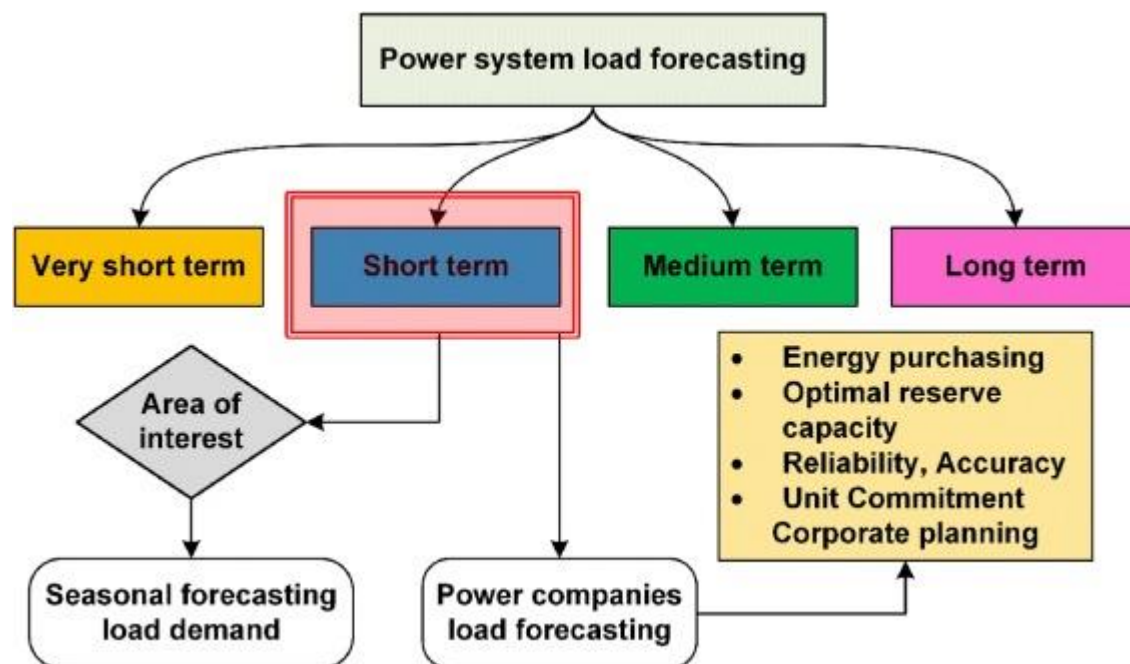 Power system load forecasting
Very short term
Short term
Medium term
Long term
Area of
interest
• Energy purchasing
• Optimal reserve
capacity
• Reliability, Accuracy
• Unit Commitment
Corporate planning
Seasonal forecasting
load demand
Power companies
load forecasting